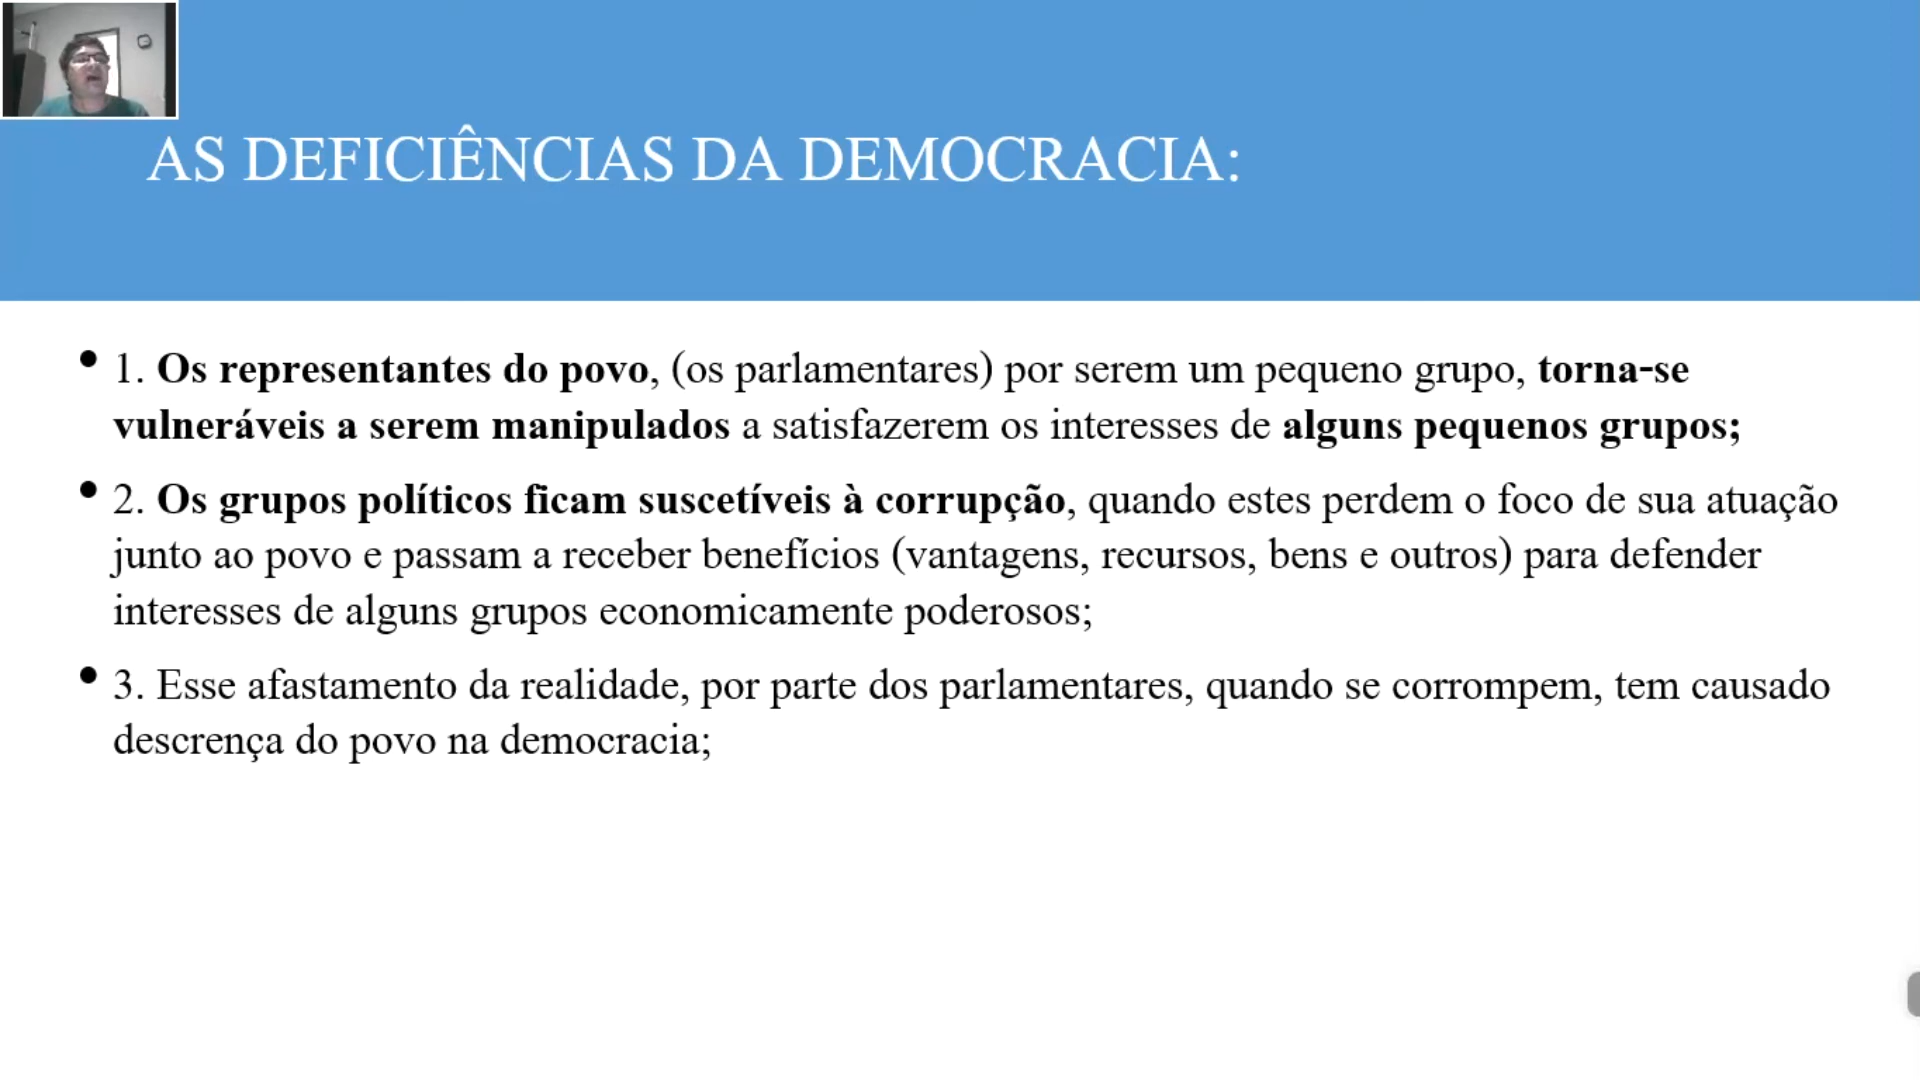 AS DEFICIÊNCIAS DA DEMOCRACIA:
• 1. Os representantes do povo, (os parlamentares) por serem um pequeno grupo, torna-se
vulneráveis a serem manipulados a satisfazerem os interesses de alguns pequenos grupos;
• 2. Os grupos políticos ficam suscetíveis à corrupção, quando estes perdem o foco de sua atuação
junto ao povo e passam a receber benefícios (vantagens, recursos, bens e outros) para defender
interesses de alguns grupos economicamente poderosos;
• 3. Esse afastamento da realidade, por parte dos parlamentares, quando se corrompem, tem causado
descrença do povo na democracia;